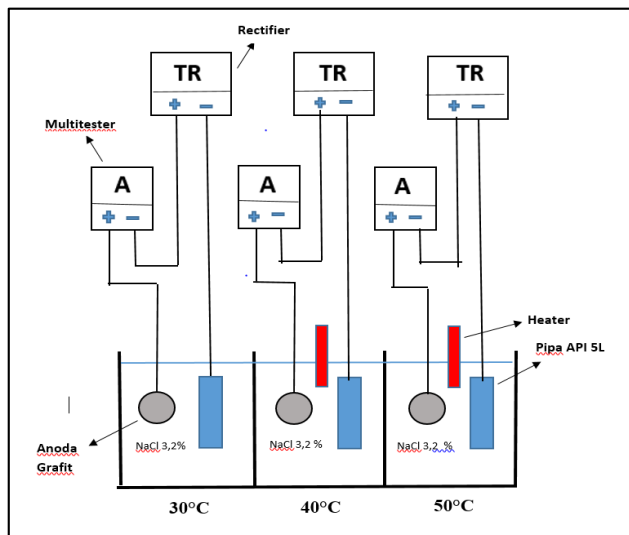 Rectifier
TR
TR
TR
+ −
+ −
+ −
Multitester
A
A
A
+ −
+ −
+ −
Heater
Pipa API 5L
Anoda
Grafit
NaCl 3,2%
NaCl 3,2 %
NaCl 3,2 %
30°C
40°C
50°C